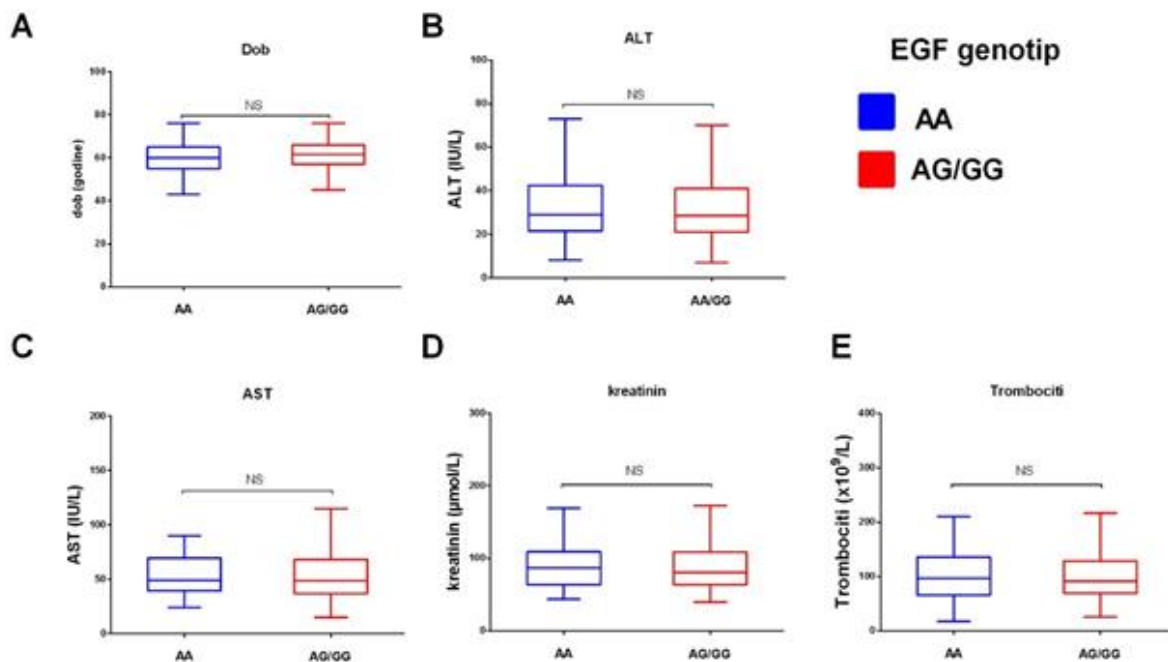 A
Dob
100
80
60
40
20
0
dob (godine)
NS
AA
AG/GG
B
ALT
100
80
60
40
20
0
ALT (IU/L)
NS
AA
AA/GG
EGF genotip
AA
AG/GG
C
AST
200
150
100
50
0
AST (IU/L)
NS
AA
AG/GG
D
kreatinin
300
200
100
0
kreatinin (µmol/L)
NS
AA
AG/GG
E
Trombociti
400
300
200
100
0
Trombociti (x10⁹/L)
NS
AA
AG/GG